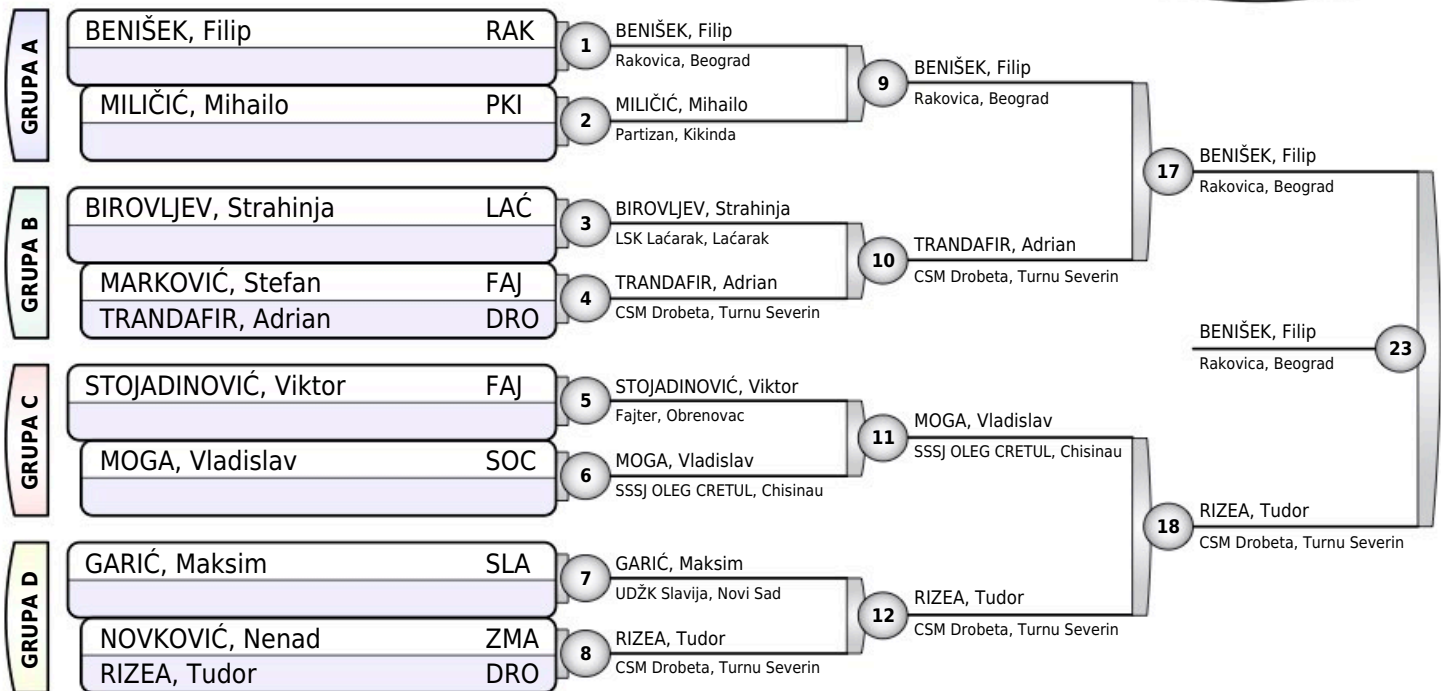 GRUPA A
BENIŠEK, Filip RAK
MILIČIĆ, Mihailo PKI
1
BENIŠEK, Filip
Rakovica, Beograd
2
MILIČIĆ, Mihailo
Partizan, Kikinda
9
BENIŠEK, Filip
Rakovica, Beograd
GRUPA B
BIROVLJEV, Strahinja LAĆ
MARKOVIĆ, Stefan FAJ
TRANDAFIR, Adrian DRO
3
BIROVLJEV, Strahinja
LSK Laćarak, Laćarak
4
TRANDAFIR, Adrian
CSM Drobeta, Turnu Severin
10
TRANDAFIR, Adrian
CSM Drobeta, Turnu Severin
17
BENIŠEK, Filip
Rakovica, Beograd
GRUPA C
STOJADINOVIĆ, Viktor FAJ
MOGA, Vladislav SOC
5
STOJADINOVIĆ, Viktor
Fajter, Obrenovac
6
MOGA, Vladislav
SSSJ OLEG CRETUL, Chisinau
11
MOGA, Vladislav
SSSJ OLEG CRETUL, Chisinau
GRUPA D
GARIĆ, Maksim SLA
NOVKOVIĆ, Nenad ZMA
RIZEA, Tudor DRO
7
GARIĆ, Maksim
UDŽK Slavija, Novi Sad
8
RIZEA, Tudor
CSM Drobeta, Turnu Severin
12
RIZEA, Tudor
CSM Drobeta, Turnu Severin
18
RIZEA, Tudor
CSM Drobeta, Turnu Severin
BENIŠEK, Filip
Rakovica, Beograd
23